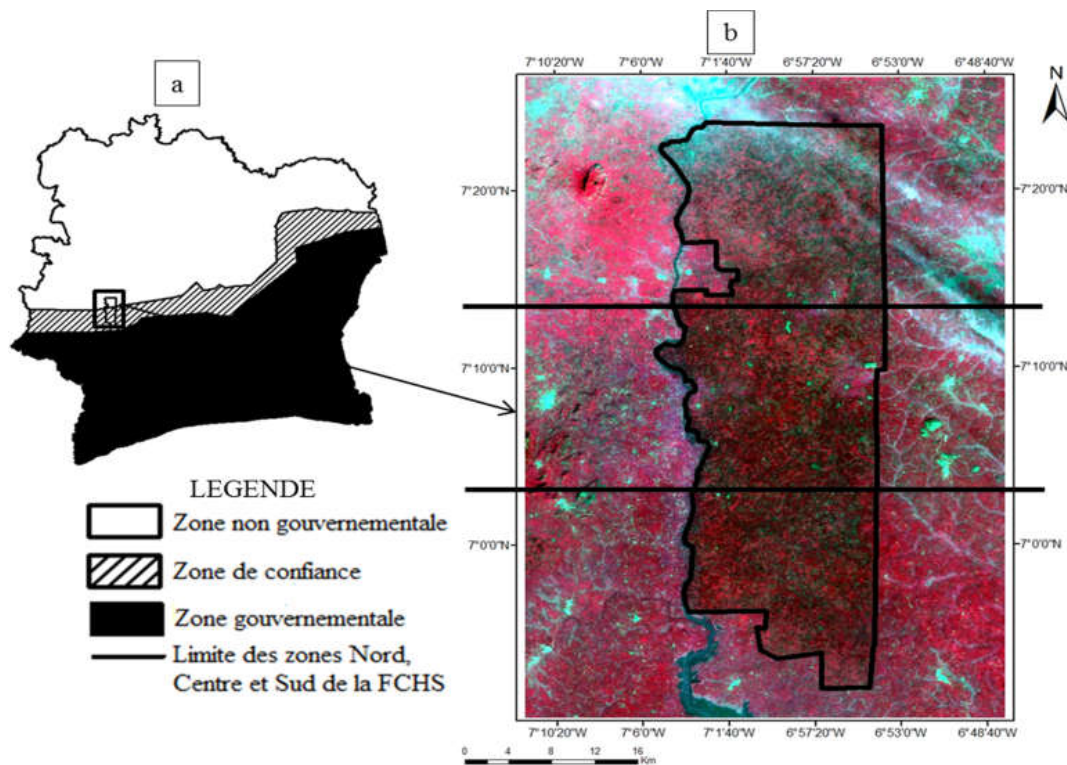 a
b
7°10'20"W 7°6'0"W 7°1'40"W 6°57'20"W 6°53'0"W 6°48'40"W
N
7°20'0"N 7°20'0"N
7°10'0"N 7°10'0"N
7°0'0"N 7°0'0"N
LEGENDE
Zone non gouvernementale
Zone de confiance
Zone gouvernementale
Limite des zones Nord,
Centre et Sud de la FCHS
7°10'20"W 7°6'0"W 7°1'40"W 6°57'20"W 6°53'0"W 6°48'40"W
0 4 8 12 16
Km